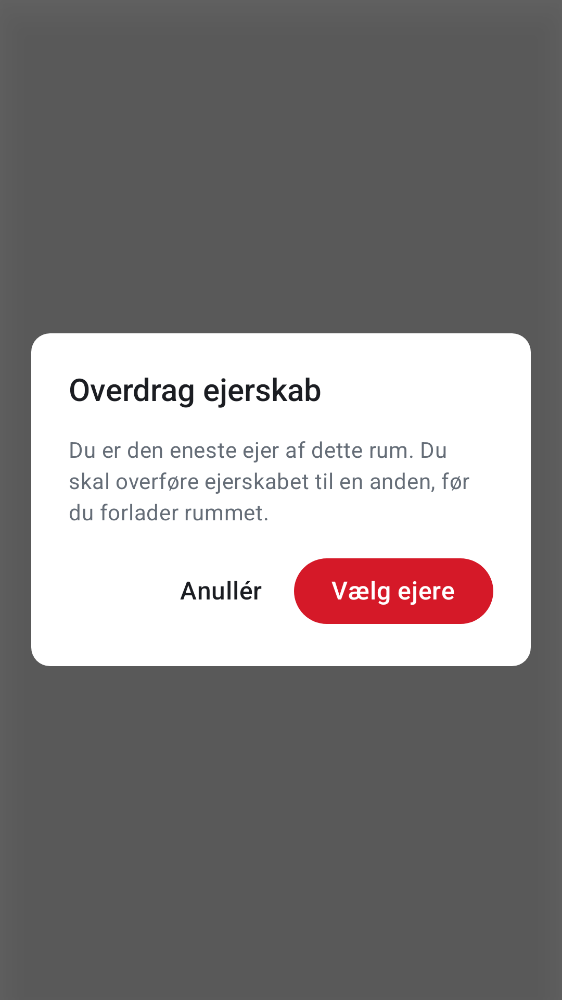 Overdrag ejerskab
Du er den eneste ejer af dette rum. Du
skal overføre ejerskabet til en anden, før
du forlader rummet.
Anullér
Vælg ejere